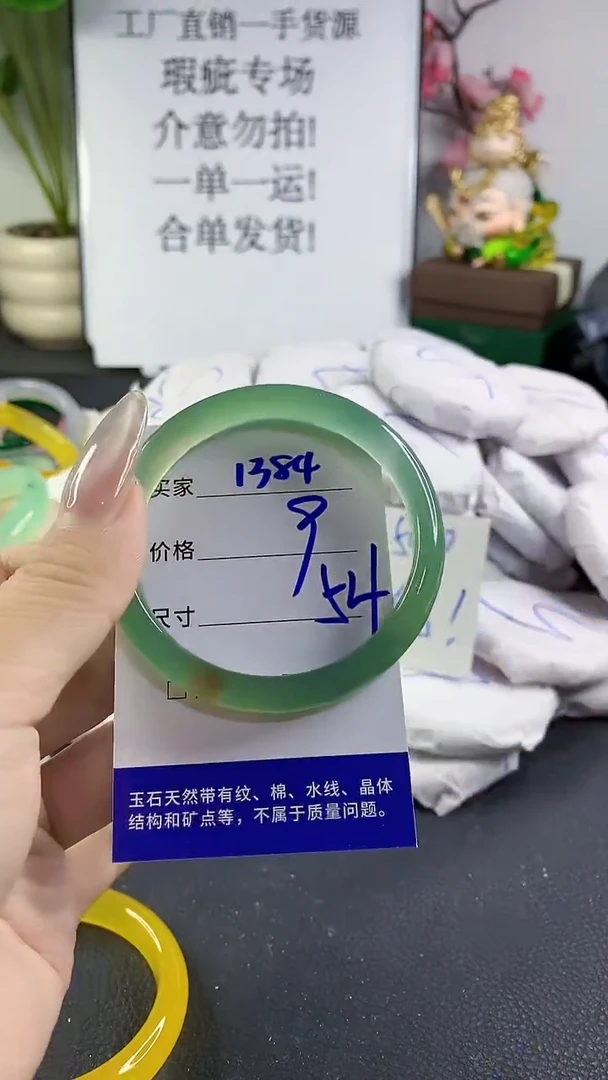 工厂直销一手货源
瑕疵专场
介意勿拍!
一单一运!
合单发货!
买家 1384
价格 9
尺寸 54
玉石天然带有纹、棉、水线、晶体
结构和矿点等，不属于质量问题。